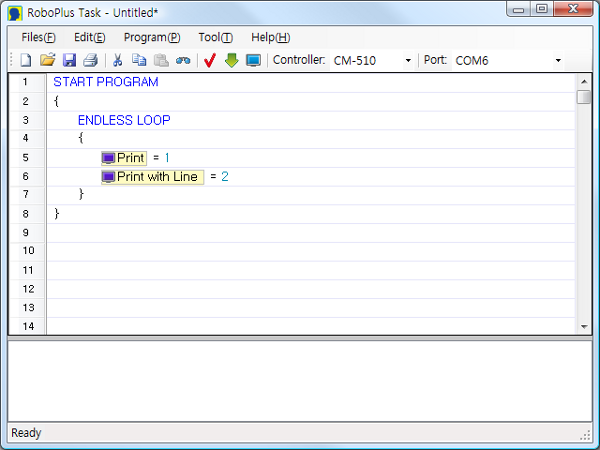 RoboPlus Task - Untitled*
Files(F) Edit(E) Program(P) Tool(T) Help(H)
Controller: CM-510 Port: COM6
1 START PROGRAM
2 {
3 ENDLESS LOOP
4 {
5 Print = 1
6 Print with Line = 2
7 }
8 }
9
10
11
12
13
14
Ready